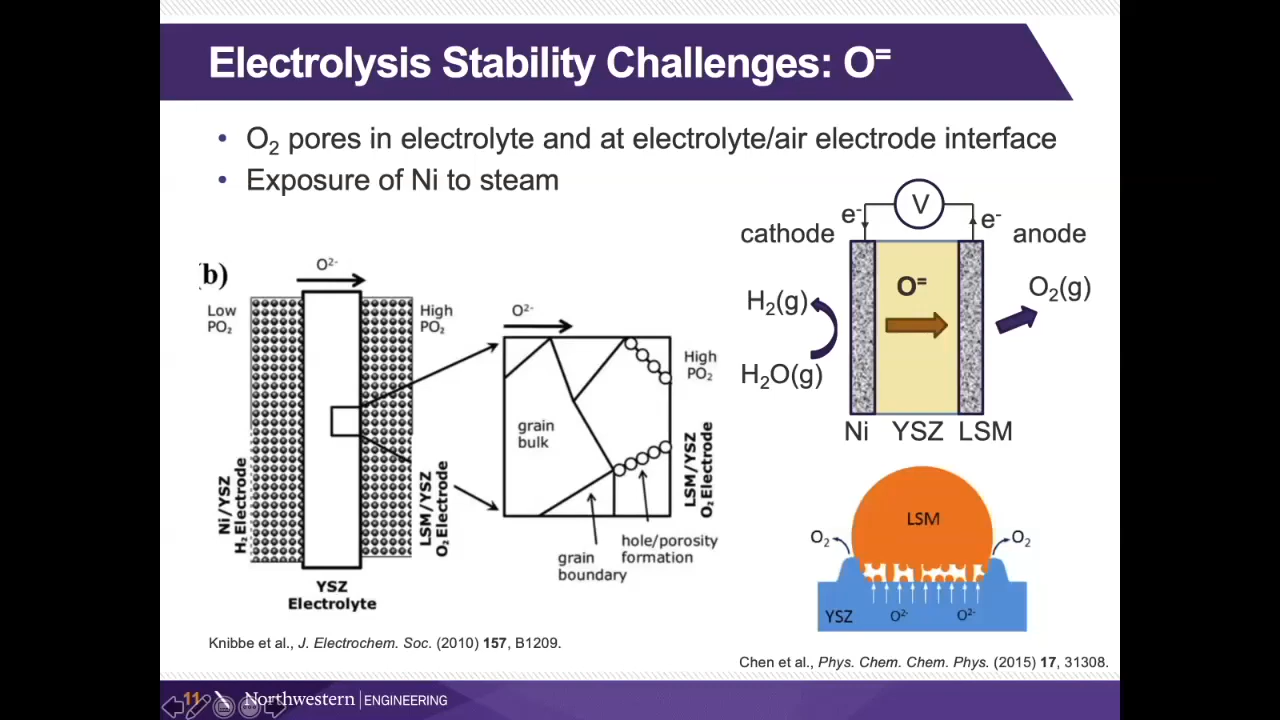 Electrolysis Stability Challenges: O⁼
• O₂ pores in electrolyte and at electrolyte/air electrode interface
• Exposure of Ni to steam
b)
O²⁻
Low
PO₂
High
PO₂
Ni/YSZ
H₂ Electrode
LSM/YSZ
O₂ Electrode
YSZ
Electrolyte
O²⁻
High
PO₂
grain
bulk
LSM/YSZ
O₂ Electrode
hole/porosity
formation
grain
boundary
Knibbe et al., J. Electrochem. Soc. (2010) 157, B1209.
V
e⁻
e⁻
cathode
anode
O⁼
H₂(g)
O₂(g)
H₂O(g)
Ni
YSZ
LSM
LSM
O₂
O₂
YSZ
O²⁻
O²⁻
Chen et al., Phys. Chem. Chem. Phys. (2015) 17, 31308.
11
Northwestern | ENGINEERING